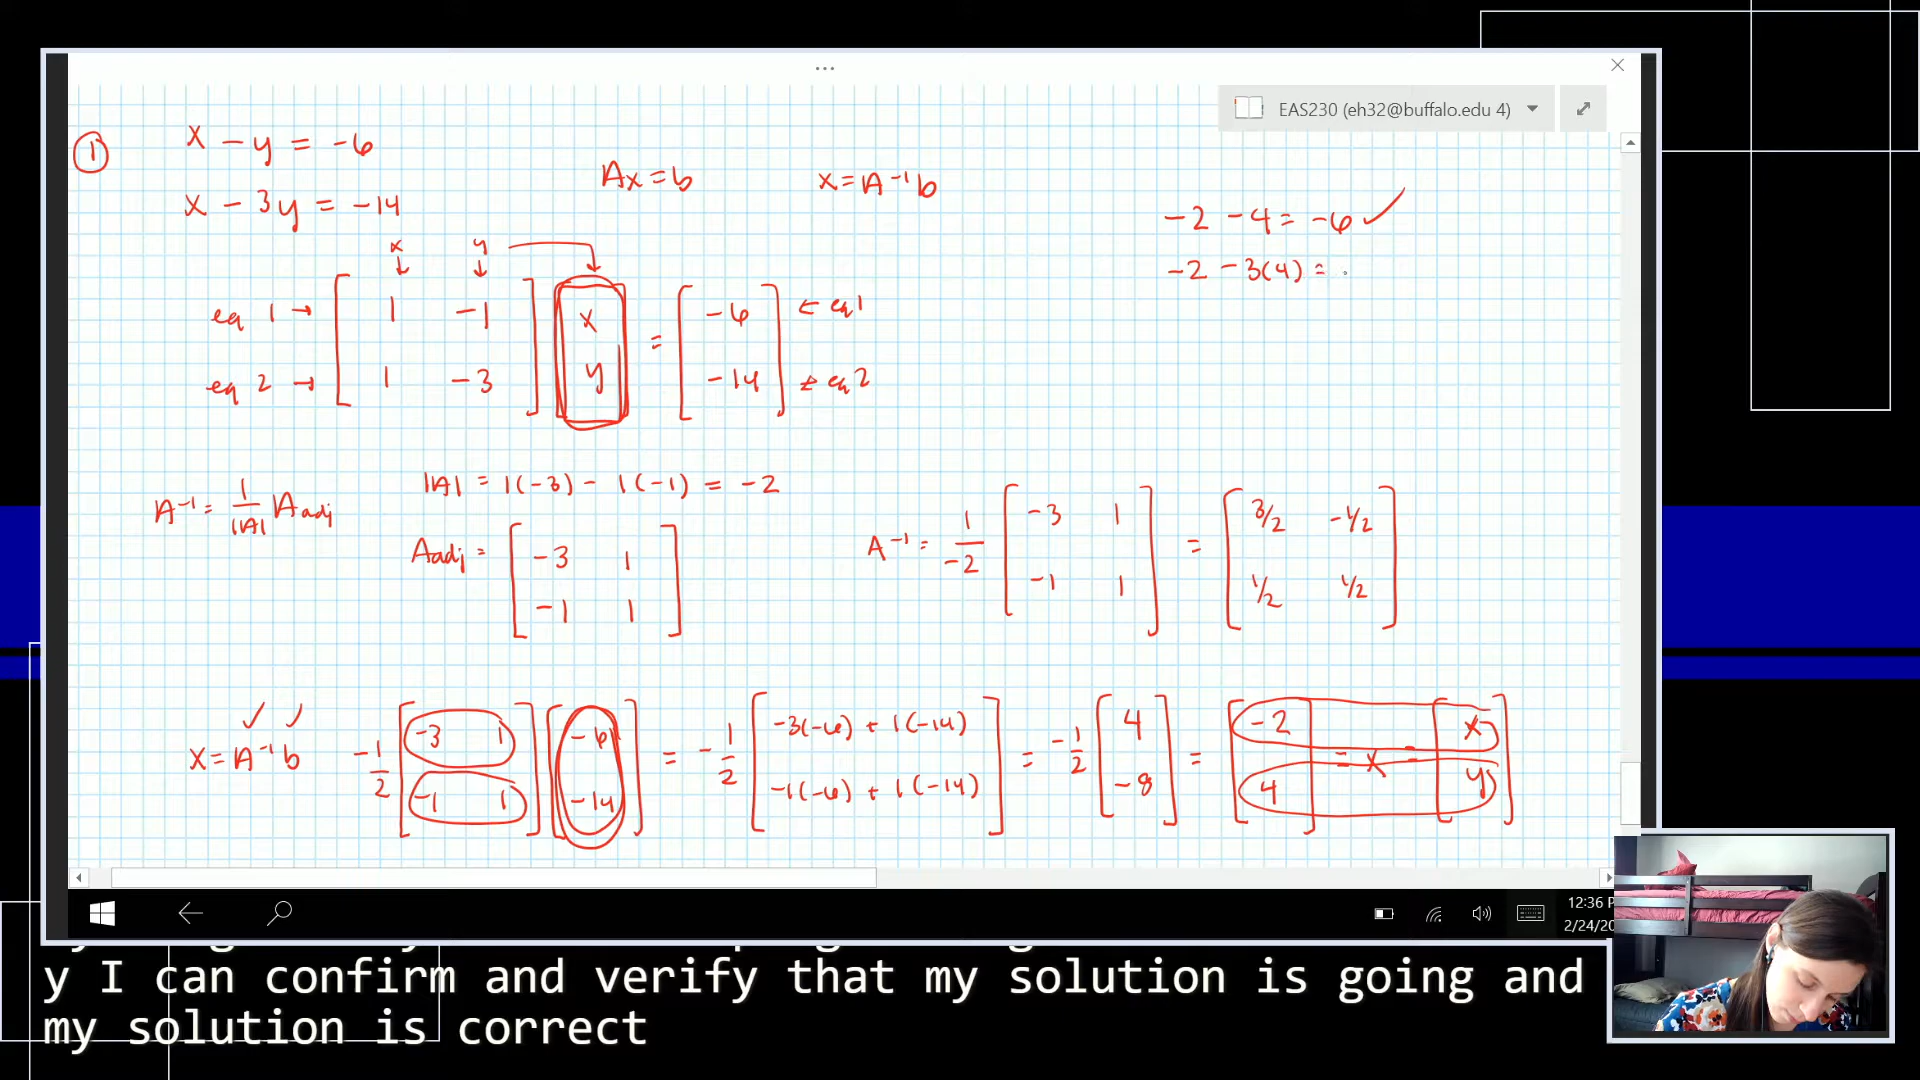 EAS230 (eh32@buffalo.edu 4)
① x - y = -6
x - 3y = -14
Ax = b
x = A⁻¹b
-2 - 4 = -6 ✓
-2 - 3(4) =
x y
eq 1 → [ 1 -1 ] [ x ] = [ -6 ] ← eq 1
eq 2 → [ 1 -3 ] [ y ] [ -14 ] ← eq 2
A⁻¹ = 1/|A| Aadj
|A| = 1(-3) - 1(-1) = -2
Aadj = [ -3 1
-1 1 ]
A⁻¹ = 1/-2 [ -3 1
-1 1 ] = [ 3/2 -1/2
1/2 1/2 ]
✓ ✓
x = A⁻¹b
-1/2 [ -3 1 ] [ -6 ] = -1/2 [ -3(-6) + 1(-14) ] = -1/2 [ 4 ] = [ -2 ] = x = [ x ]
[ -1 1 ] [ -14 ] [ -1(-6) + 1(-14) ] [ -8 ] [ 4 ] [ y ]
12:36 P
2/24/20
y I can confirm and verify that my solution is going and
my solution is correct